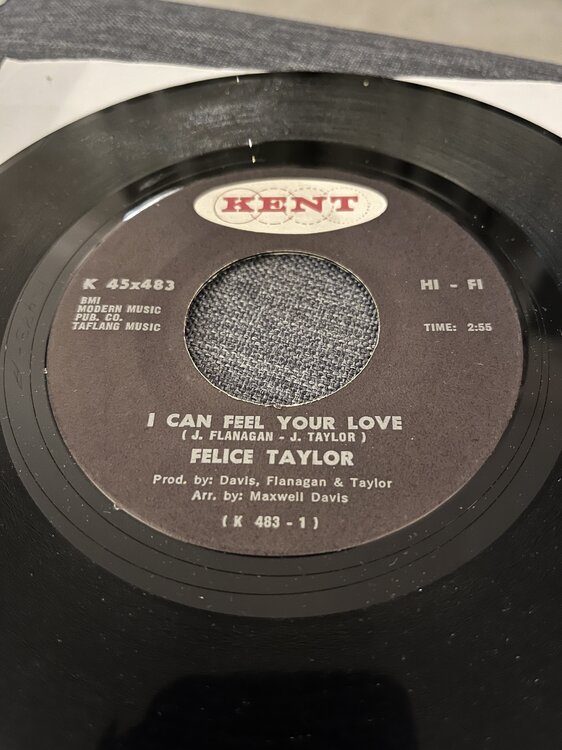 KENT
K 45x483
BMI
MODERN MUSIC
PUB. CO.
TAFLANG MUSIC
HI - FI
TIME: 2:55
I CAN FEEL YOUR LOVE
( J. FLANAGAN - J. TAYLOR )
FELICE TAYLOR
Prod. by: Davis, Flanagan & Taylor
Arr. by: Maxwell Davis
( K 483 - 1 )